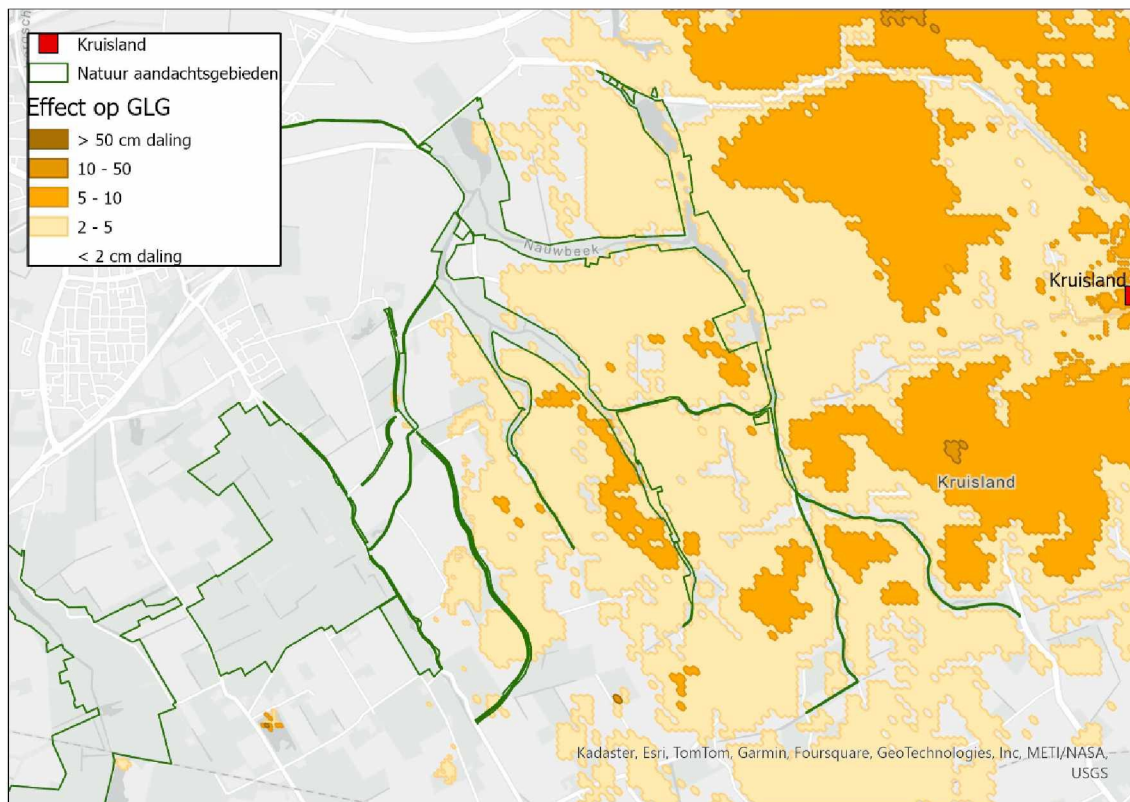 Kruisland
Natuur aandachtsgebieden
Effect op GLG
> 50 cm daling
10 - 50
5 - 10
2 - 5
< 2 cm daling
Nauwbeek
Kruisland
Kruisland
Kadaster, Esri, TomTom, Garmin, Foursquare, GeoTechnologies, Inc, METI/NASA,
USGS